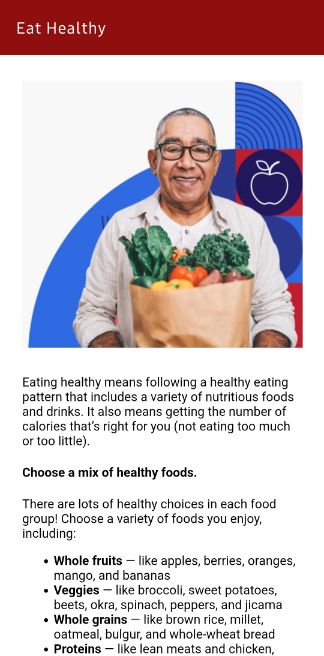 Eat Healthy
Eating healthy means following a healthy eating
pattern that includes a variety of nutritious foods
and drinks. It also means getting the number of
calories that's right for you (not eating too much
or too little).
Choose a mix of healthy foods.
There are lots of healthy choices in each food
group! Choose a variety of foods you enjoy,
including:
• Whole fruits — like apples, berries, oranges,
mango, and bananas
• Veggies — like broccoli, sweet potatoes,
beets, okra, spinach, peppers, and jicama
• Whole grains — like brown rice, millet,
oatmeal, bulgur, and whole-wheat bread
• Proteins — like lean meats and chicken,